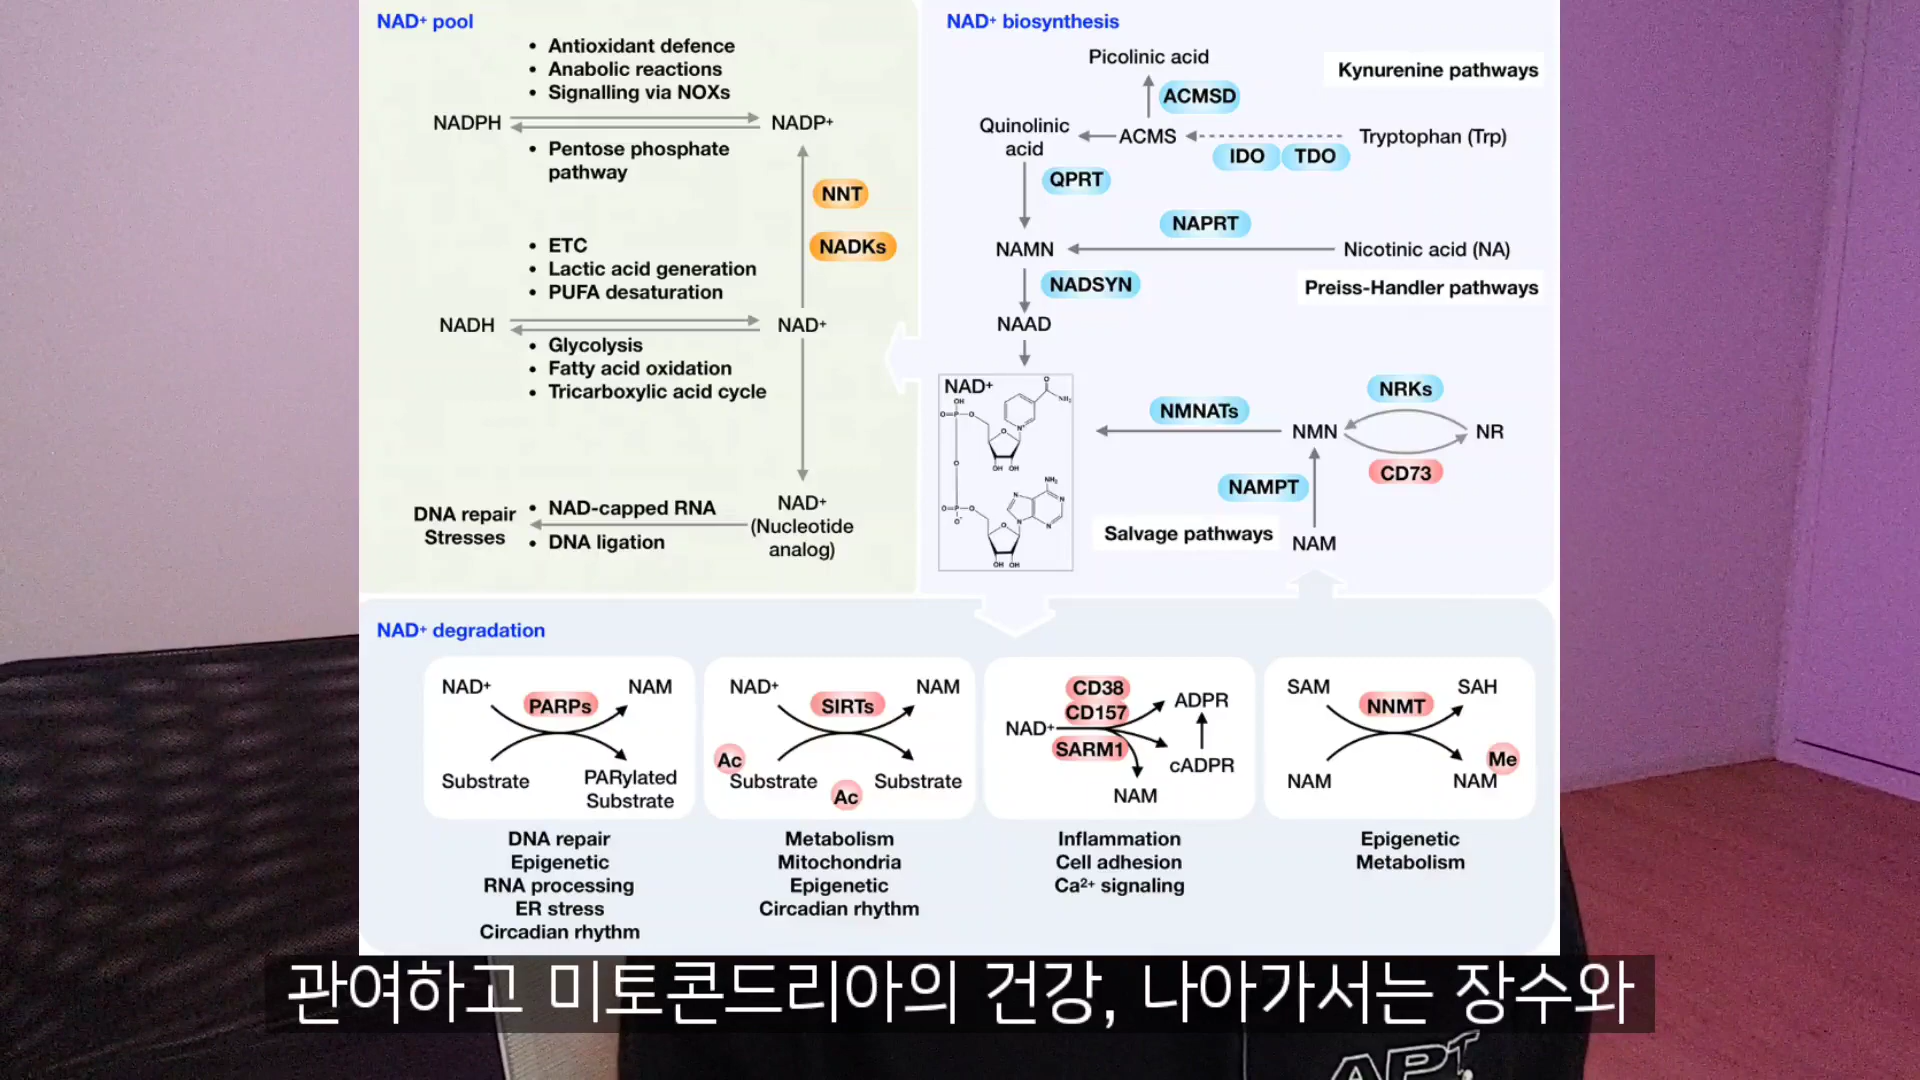 NAD⁺ pool
Antioxidant defence
Anabolic reactions
Signalling via NOXs
NADPH
NADP⁺
Pentose phosphate
pathway
NNT
NADKs
ETC
Lactic acid generation
PUFA desaturation
NADH
NAD⁺
Glycolysis
Fatty acid oxidation
Tricarboxylic acid cycle
DNA repair
Stresses
NAD-capped RNA
DNA ligation
NAD⁺
(Nucleotide
analog)
NAD⁺ biosynthesis
Picolinic acid
Kynurenine pathways
ACMSD
Quinolinic
acid
ACMS
Tryptophan (Trp)
IDO
TDO
QPRT
NAPRT
NAMN
Nicotinic acid (NA)
NADSYN
Preiss-Handler pathways
NAAD
NAD⁺
NMNATs
NRKs
NMN
NR
CD73
NAMPT
Salvage pathways
NAM
NAD⁺ degradation
NAD⁺
PARPs
NAM
Substrate
PARylated
Substrate
DNA repair
Epigenetic
RNA processing
ER stress
Circadian rhythm
NAD⁺
SIRTs
NAM
Ac
Substrate
Ac
Substrate
Metabolism
Mitochondria
Epigenetic
Circadian rhythm
CD38
CD157
NAD⁺
SARM1
ADPR
cADPR
NAM
Inflammation
Cell adhesion
Ca²⁺ signaling
SAM
NNMT
SAH
NAM
Me
NAM
Epigenetic
Metabolism
관여하고 미토콘드리아의 건강, 나아가서는 장수와